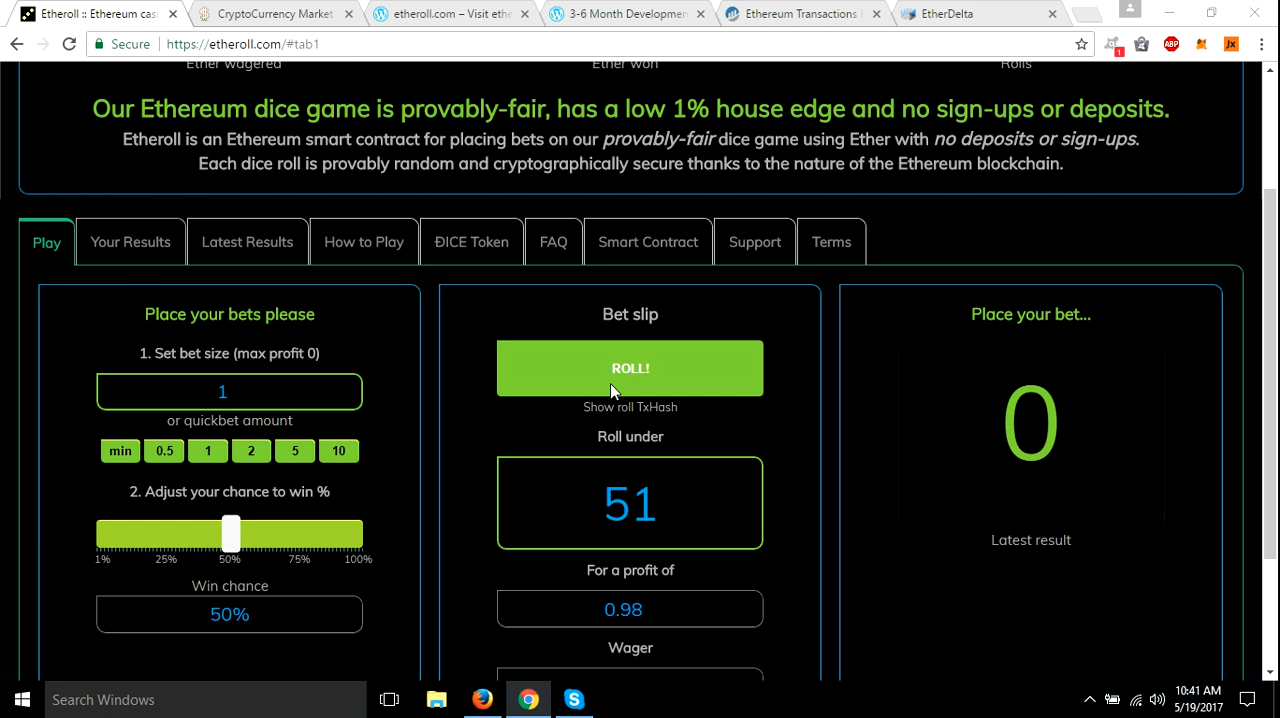 Etheroll :: Ethereum cas
CryptoCurrency Market
etheroll.com – Visit ethe
3-6 Month Developmen
Ethereum Transactions
EtherDelta
Secure https://etheroll.com/#tab1
1
ABP
Jx
Ether wagered
Ether won
Rolls
Our Ethereum dice game is provably-fair, has a low 1% house edge and no sign-ups or deposits.
Etheroll is an Ethereum smart contract for placing bets on our provably-fair dice game using Ether with no deposits or sign-ups.
Each dice roll is provably random and cryptographically secure thanks to the nature of the Ethereum blockchain.
Play
Your Results
Latest Results
How to Play
ĐICE Token
FAQ
Smart Contract
Support
Terms
Place your bets please
1. Set bet size (max profit 0)
1
or quickbet amount
min 0.5 1 2 5 10
2. Adjust your chance to win %
1% 25% 50% 75% 100%
Win chance
50%
Bet slip
ROLL!
Show roll TxHash
Roll under
51
For a profit of
0.98
Wager
Place your bet...
0
Latest result
Search Windows
10:41 AM
5/19/2017